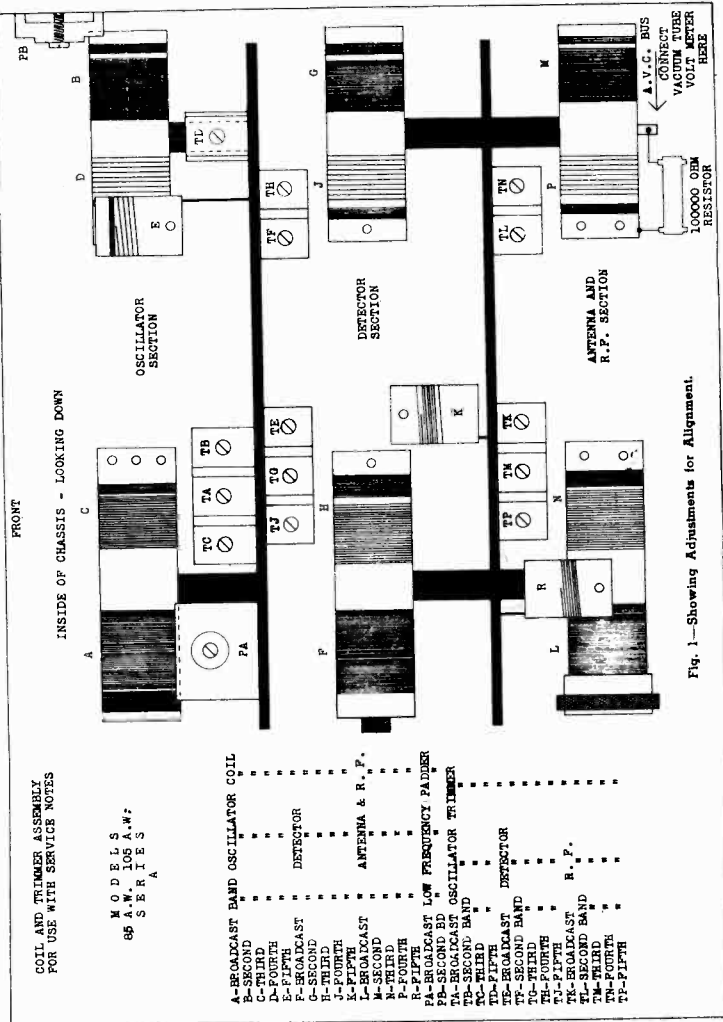 FRONT
INSIDE OF CHASSIS - LOOKING DOWN
COIL AND TRIMMER ASSEMBLY
FOR USE WITH SERVICE NOTES
MODELS
85 A.W. 105 A.W.
SERIES
A
A-BROADCAST BAND OSCILLATOR COIL
B-SECOND " " "
C-THIRD " " "
D-FOURTH " " "
E-FIFTH " " "
F-BROADCAST " DETECTOR "
G-SECOND " " "
H-THIRD " " "
J-FOURTH " " "
K-FIFTH " " "
L-BROADCAST " ANTENNA & R.F. "
M-SECOND " " "
N-THIRD " " "
P-FOURTH " " "
R-FIFTH " " "
PA-BROADCAST LOW FREQUENCY PADDER
PB-SECOND BD " " "
TA-BROADCAST OSCILLATOR TRIMMER
TB-SECOND BAND " "
TC-THIRD " " "
TD-FIFTH " " "
TE-BROADCAST DETECTOR "
TF-SECOND BAND " "
TG-THIRD " " "
TH-FOURTH " " "
TJ-FIFTH " " "
TK-BROADCAST R.F. "
TL-SECOND BAND " "
TM-THIRD " " "
TN-FOURTH " " "
TP-FIFTH " " "
A
C
D
B
PB
PA
TC
TA
TB
E
TL
OSCILLATOR
SECTION
TJ
TG
TE
TF
TH
F
H
J
G
K
DETECTOR
SECTION
TP
TM
TK
TL
TN
R
L
N
P
M
ANTENNA AND
R.F. SECTION
A.V.C. BUS
CONNECT
VACUUM TUBE
VOLT METER
HERE
100000 OHM
RESISTOR
Fig. 1—Showing Adjustments for Alignment.